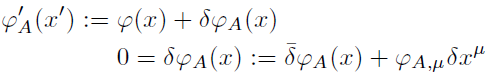 φ′_A(x′) := φ(x) + δφ_A(x)
0 = δφ_A(x) := δ̄φ_A(x) + φ_{A,μ}δx^μ